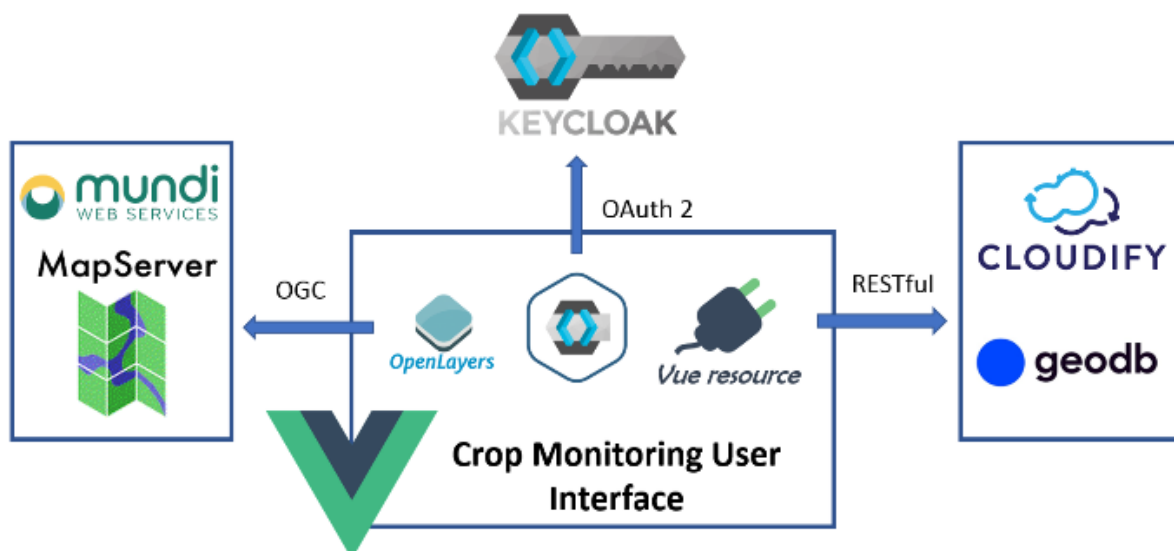 KEYCLOAK
OAuth 2
mundi
WEB SERVICES
MapServer
OGC
OpenLayers
Vue resource
RESTful
CLOUDIFY
geodb
Crop Monitoring User
Interface